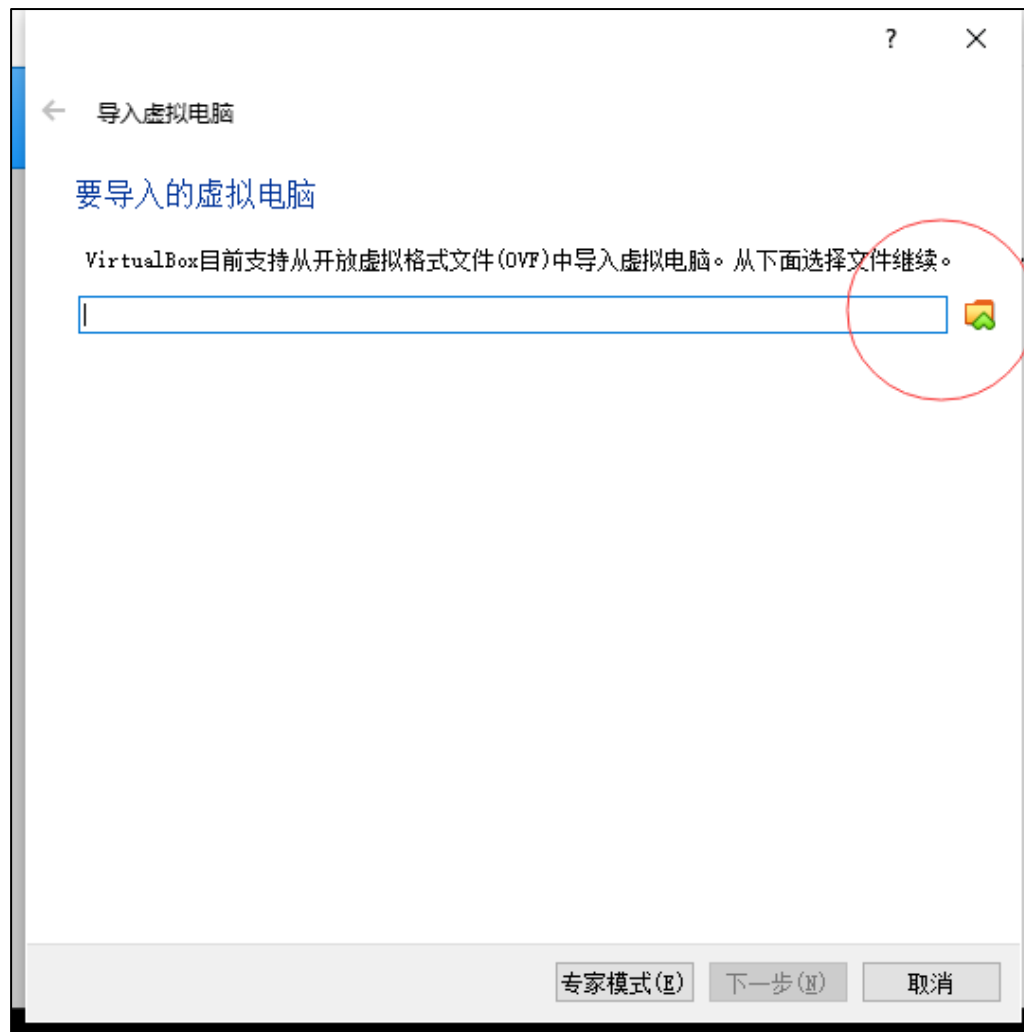 ?
导入虚拟电脑
要导入的虚拟电脑
VirtualBox目前支持从开放虚拟格式文件(OVF)中导入虚拟电脑。从下面选择文件继续。
专家模式(E) 下一步(N) 取消